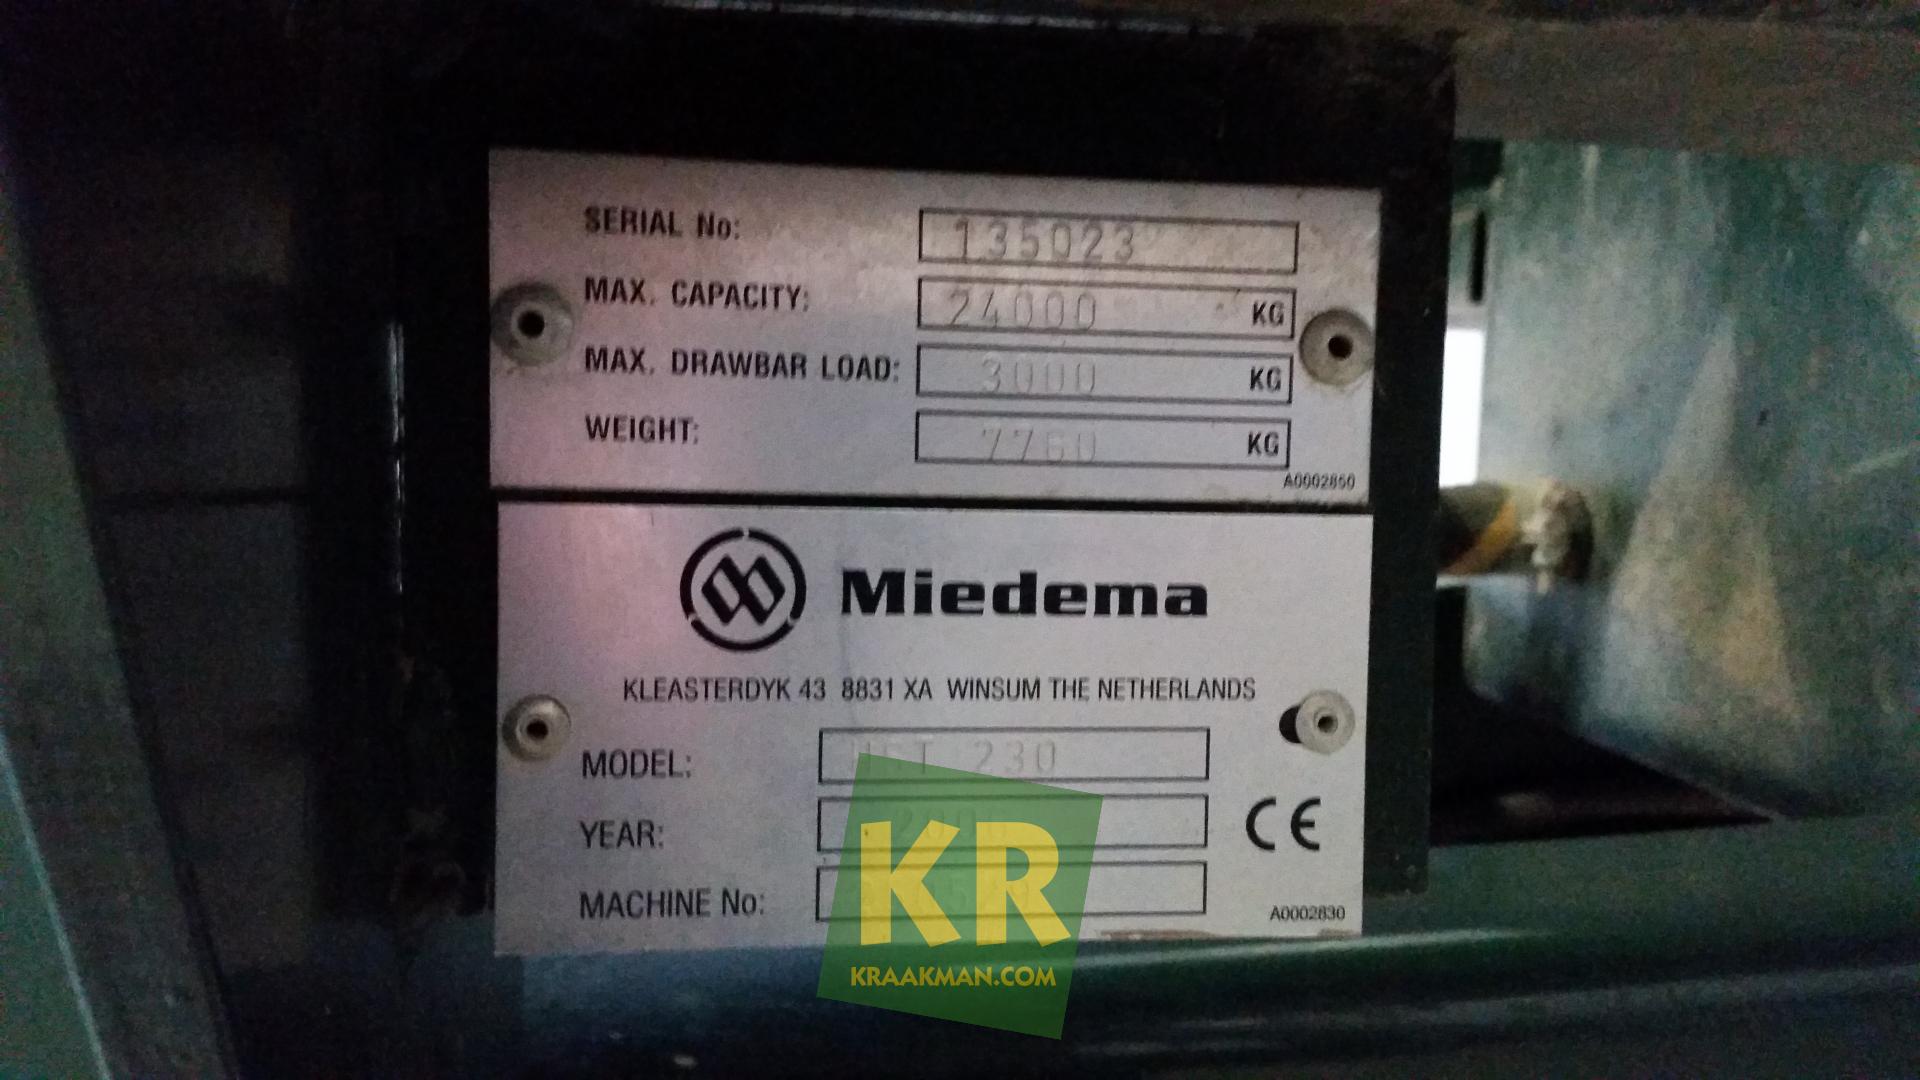 SERIAL No: 135023
MAX. CAPACITY: 24000 KG
MAX. DRAWBAR LOAD: 3000 KG
WEIGHT: 7760 KG
A0002850
Miedema
KLEASTERDYK 43 8831 XA WINSUM THE NETHERLANDS
MODEL: 230
YEAR:
CE
MACHINE No:
A0002830
KR
KRAAKMAN.COM